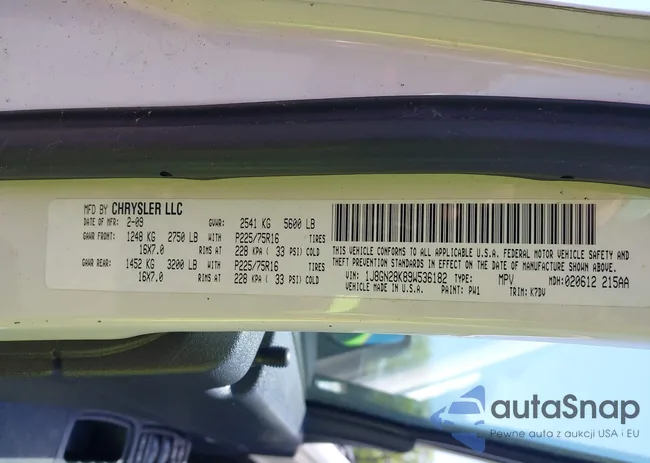 MFD BY CHRYSLER LLC
DATE OF MFR: 2-09 GVWR: 2541 KG 5600 LB
GAWR FRONT: 1248 KG 2750 LB WITH P225/75R16 TIRES
16X7.0 RIMS AT 228 KPA ( 33 PSI) COLD
GAWR REAR: 1452 KG 3200 LB WITH P225/75R16 TIRES
16X7.0 RIMS AT 228 KPA ( 33 PSI) COLD
THIS VEHICLE CONFORMS TO ALL APPLICABLE U.S.A. FEDERAL MOTOR VEHICLE SAFETY AND
THEFT PREVENTION STANDARDS IN EFFECT ON THE DATE OF MANUFACTURE SHOWN ABOVE.
VIN: 1J8GN28K89W536182 TYPE: MPV MDH: 020612 215AA
VEHICLE MADE IN U.S.A. PAINT: PW1 TRIM: K7DV
autaSnap
Pewne auta z aukcji USA i EU